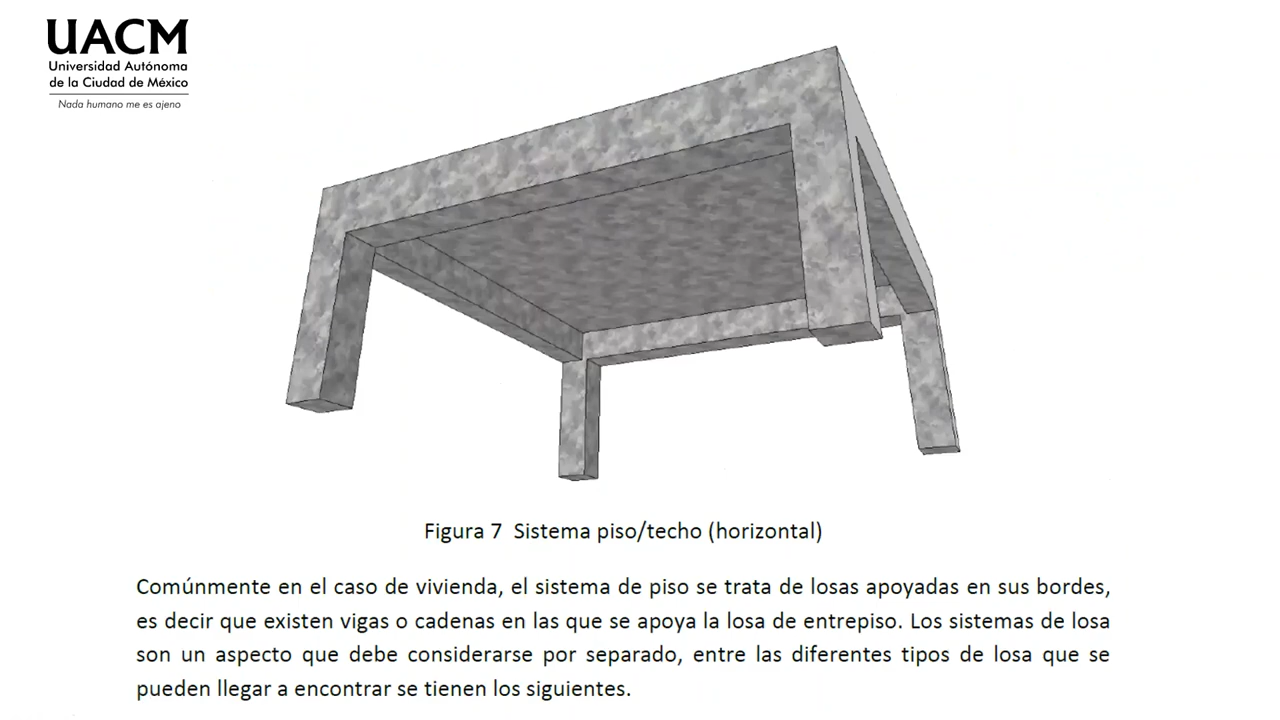 UACM
Universidad Autónoma
de la Ciudad de México
Nada humano me es ajeno
Figura 7 Sistema piso/techo (horizontal)
Comúnmente en el caso de vivienda, el sistema de piso se trata de losas apoyadas en sus bordes,
es decir que existen vigas o cadenas en las que se apoya la losa de entrepiso. Los sistemas de losa
son un aspecto que debe considerarse por separado, entre las diferentes tipos de losa que se
pueden llegar a encontrar se tienen los siguientes.